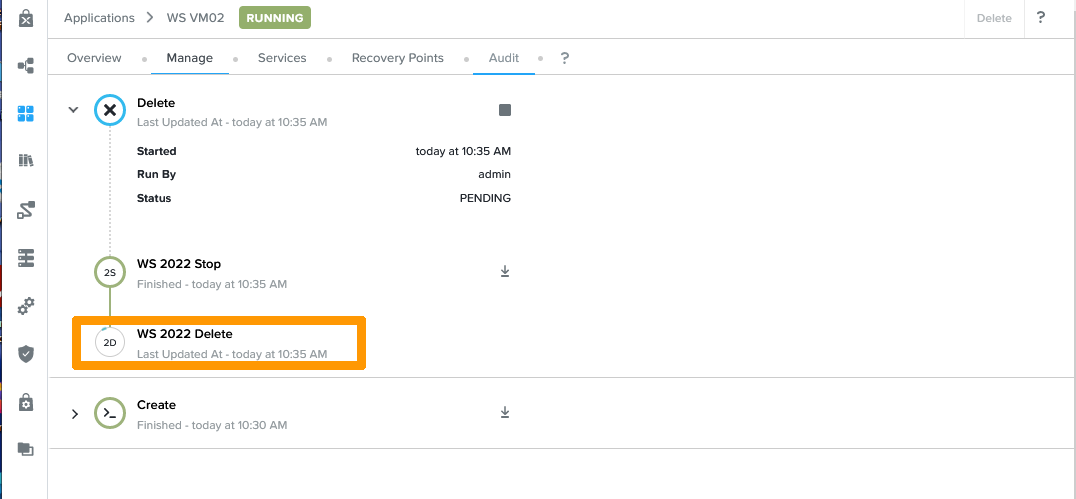 Applications > WS VM02 RUNNING Delete ?
Overview Manage Services Recovery Points Audit ?
Delete
Last Updated At - today at 10:35 AM
Started today at 10:35 AM
Run By admin
Status PENDING
2S WS 2022 Stop
Finished - today at 10:35 AM
2D WS 2022 Delete
Last Updated At - today at 10:35 AM
Create
Finished - today at 10:30 AM